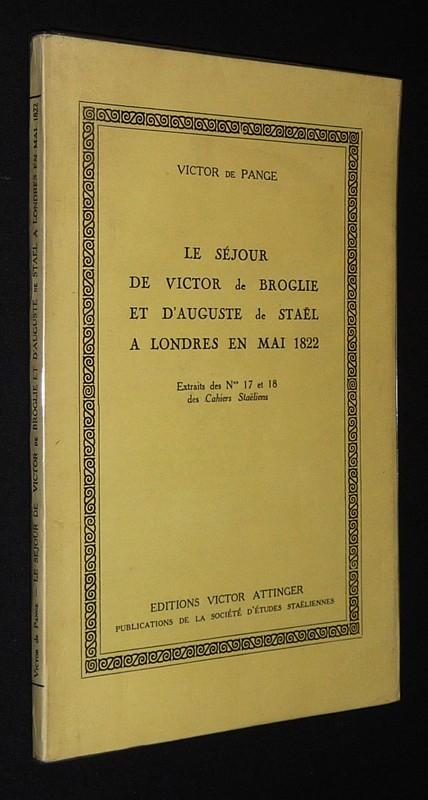 VICTOR DE PANGE
LE SÉJOUR
DE VICTOR de BROGLIE
ET D'AUGUSTE de STAËL
A LONDRES EN MAI 1822
Extraits des Nos 17 et 18
des Cahiers Staëliens
EDITIONS VICTOR ATTINGER
PUBLICATIONS DE LA SOCIÉTÉ D'ÉTUDES STAËLIENNES
VICTOR de PANGE — LE SÉJOUR DE VICTOR DE BROGLIE ET D'AUGUSTE DE STAËL A LONDRES EN MAI 1822